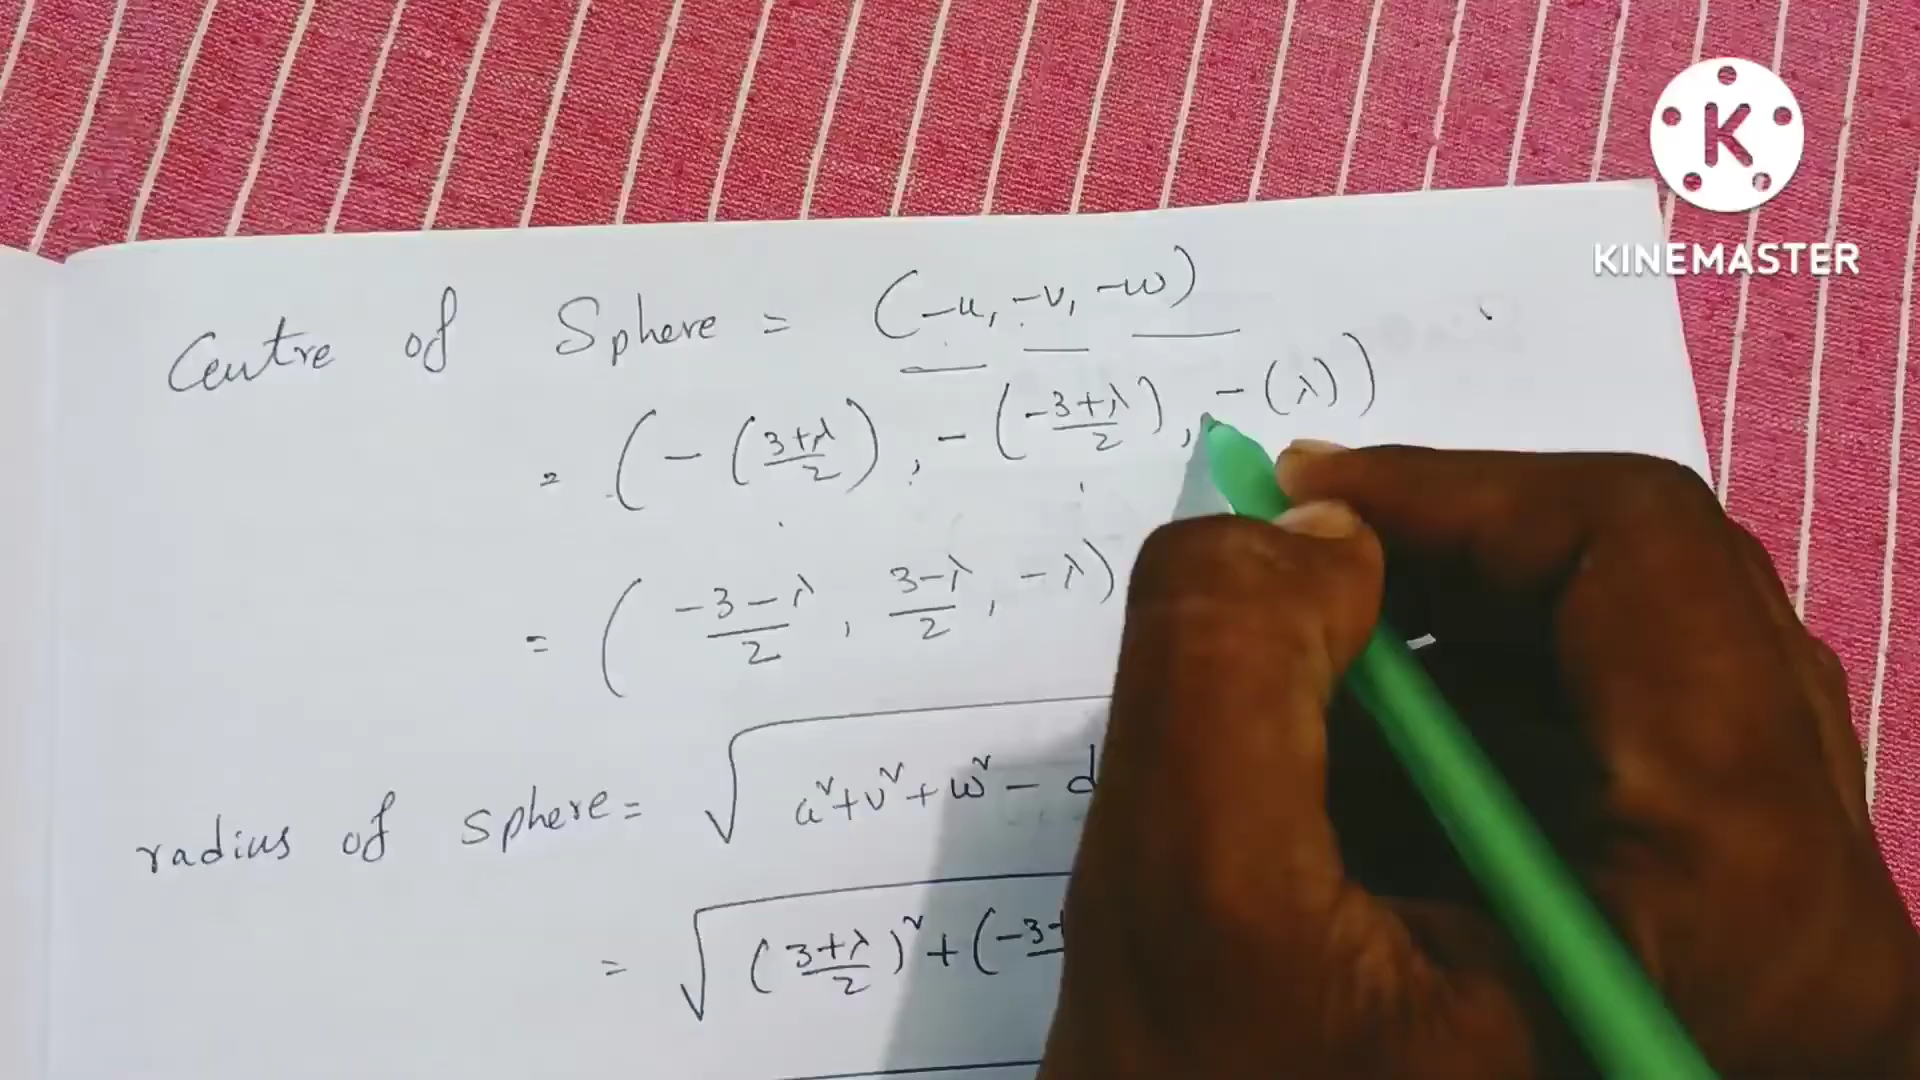 K
KINEMASTER
Centre of Sphere = (-u, -v, -w)
= (-(3+λ/2), -(-3+λ/2), -(λ))
= (-3-λ/2, 3-λ/2, -λ)
radius of sphere = √u²+v²+w²-d
= √(3+λ/2)²+(-3+